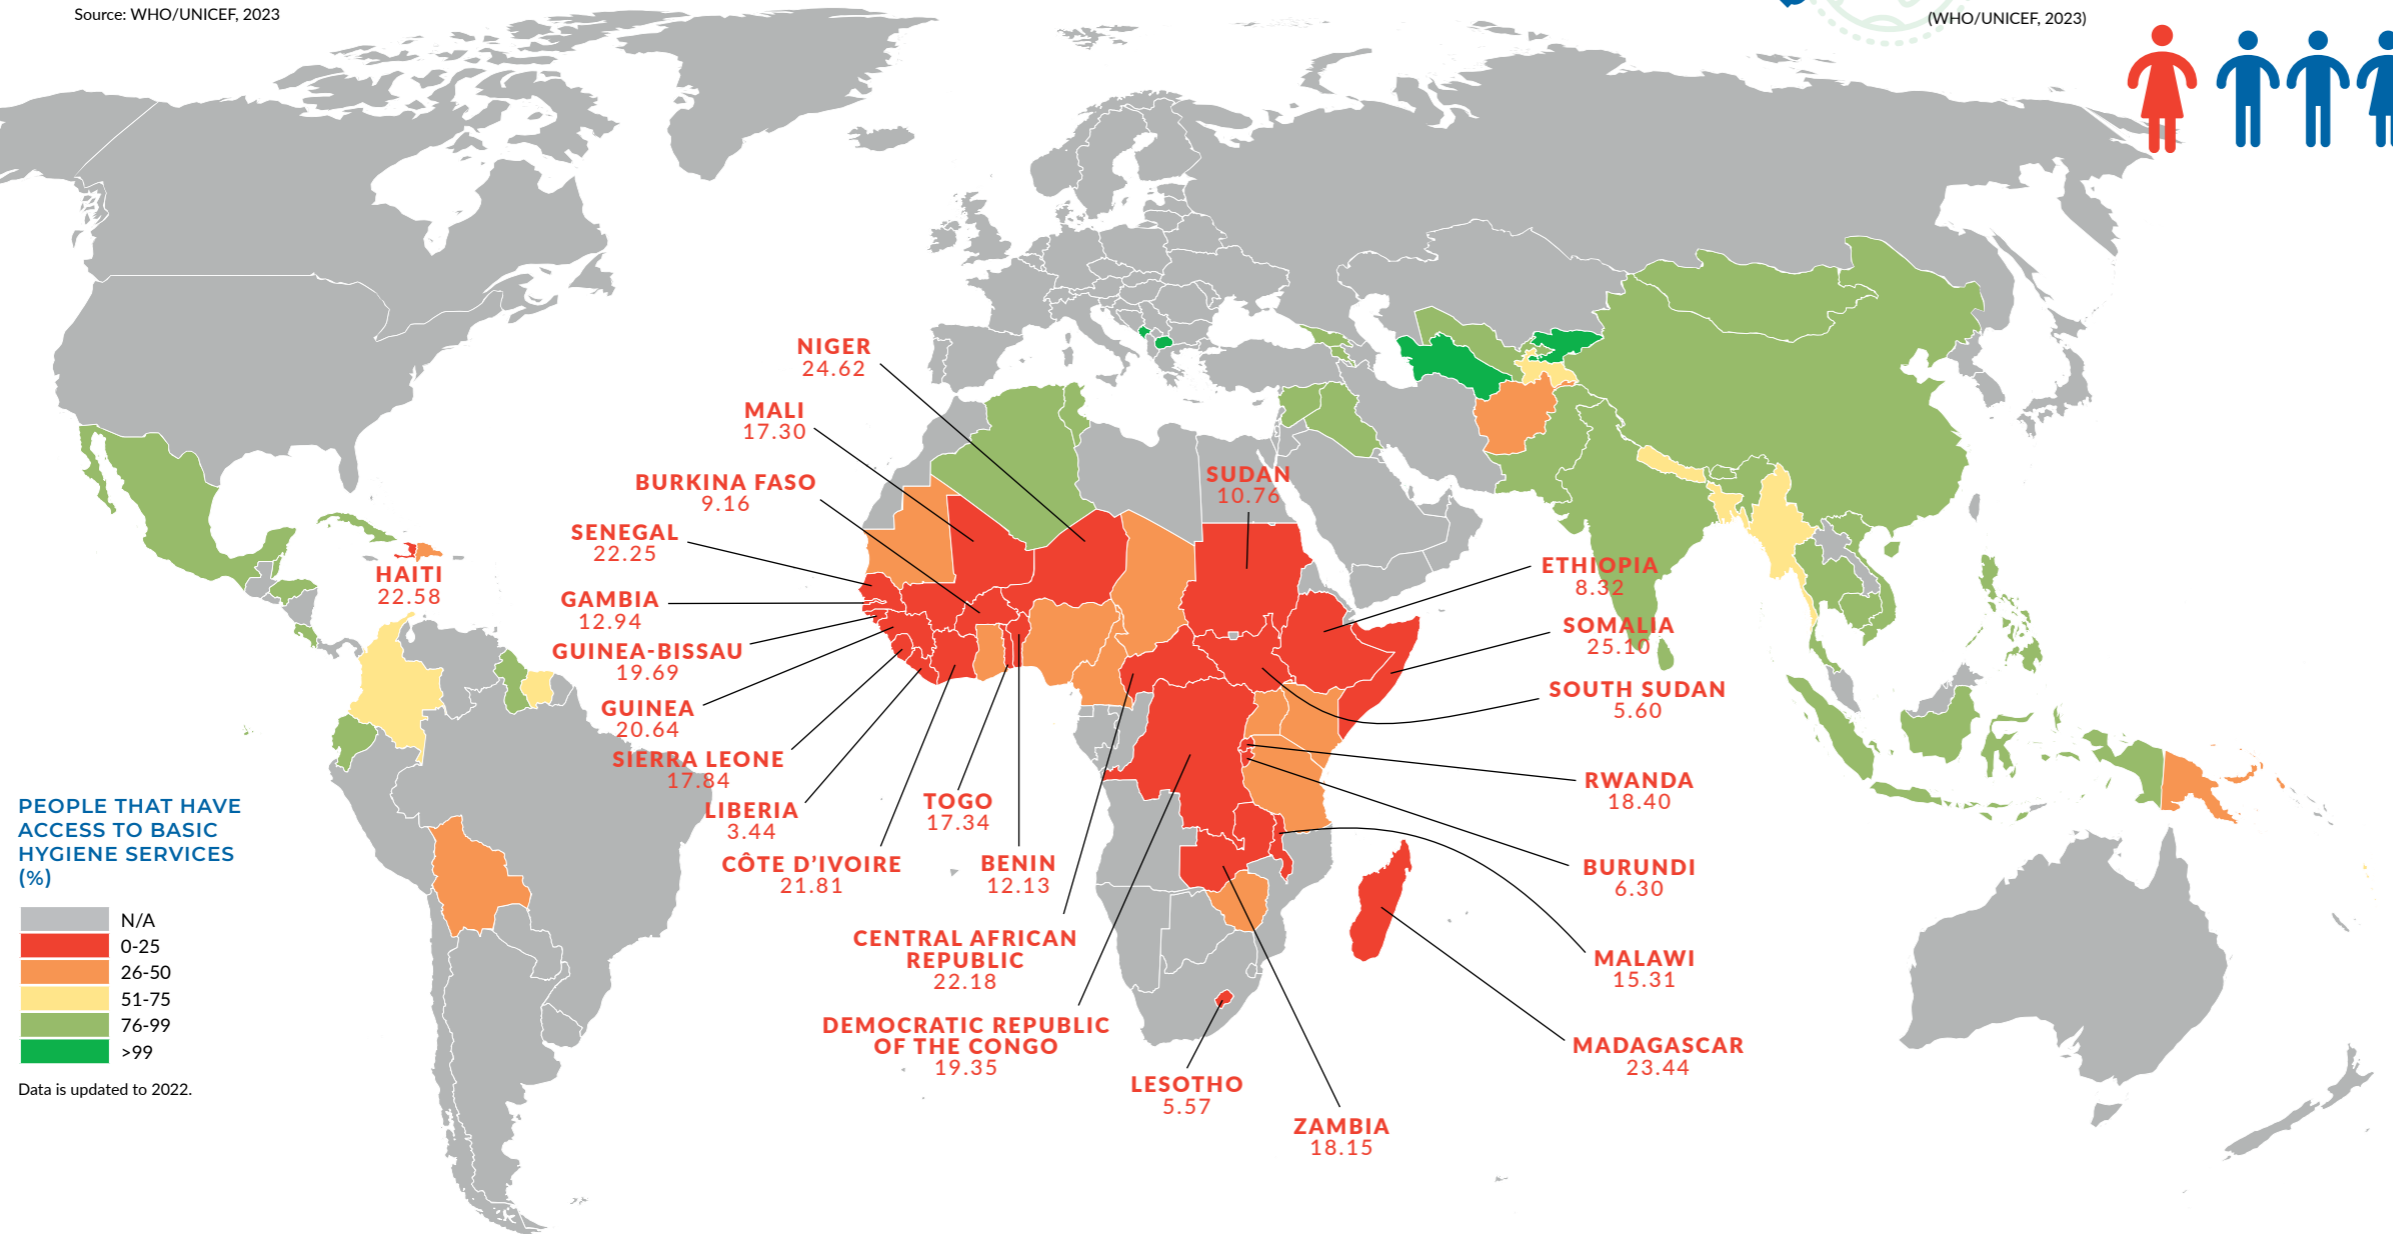 Source: WHO/UNICEF, 2023
(WHO/UNICEF, 2023)
NIGER
24.62
MALI
17.30
BURKINA FASO
9.16
SENEGAL
22.25
GAMBIA
12.94
GUINEA-BISSAU
19.69
GUINEA
20.64
SIERRA LEONE
17.84
LIBERIA
3.44
CÔTE D’IVOIRE
21.81
TOGO
17.34
BENIN
12.13
CENTRAL AFRICAN
REPUBLIC
22.18
DEMOCRATIC REPUBLIC
OF THE CONGO
19.35
LESOTHO
5.57
ZAMBIA
18.15
HAITI
22.58
SUDAN
10.76
ETHIOPIA
8.32
SOMALIA
25.10
SOUTH SUDAN
5.60
RWANDA
18.40
BURUNDI
6.30
MALAWI
15.31
MADAGASCAR
23.44
PEOPLE THAT HAVE
ACCESS TO BASIC
HYGIENE SERVICES
(%)
N/A
0-25
26-50
51-75
76-99
>99
Data is updated to 2022.